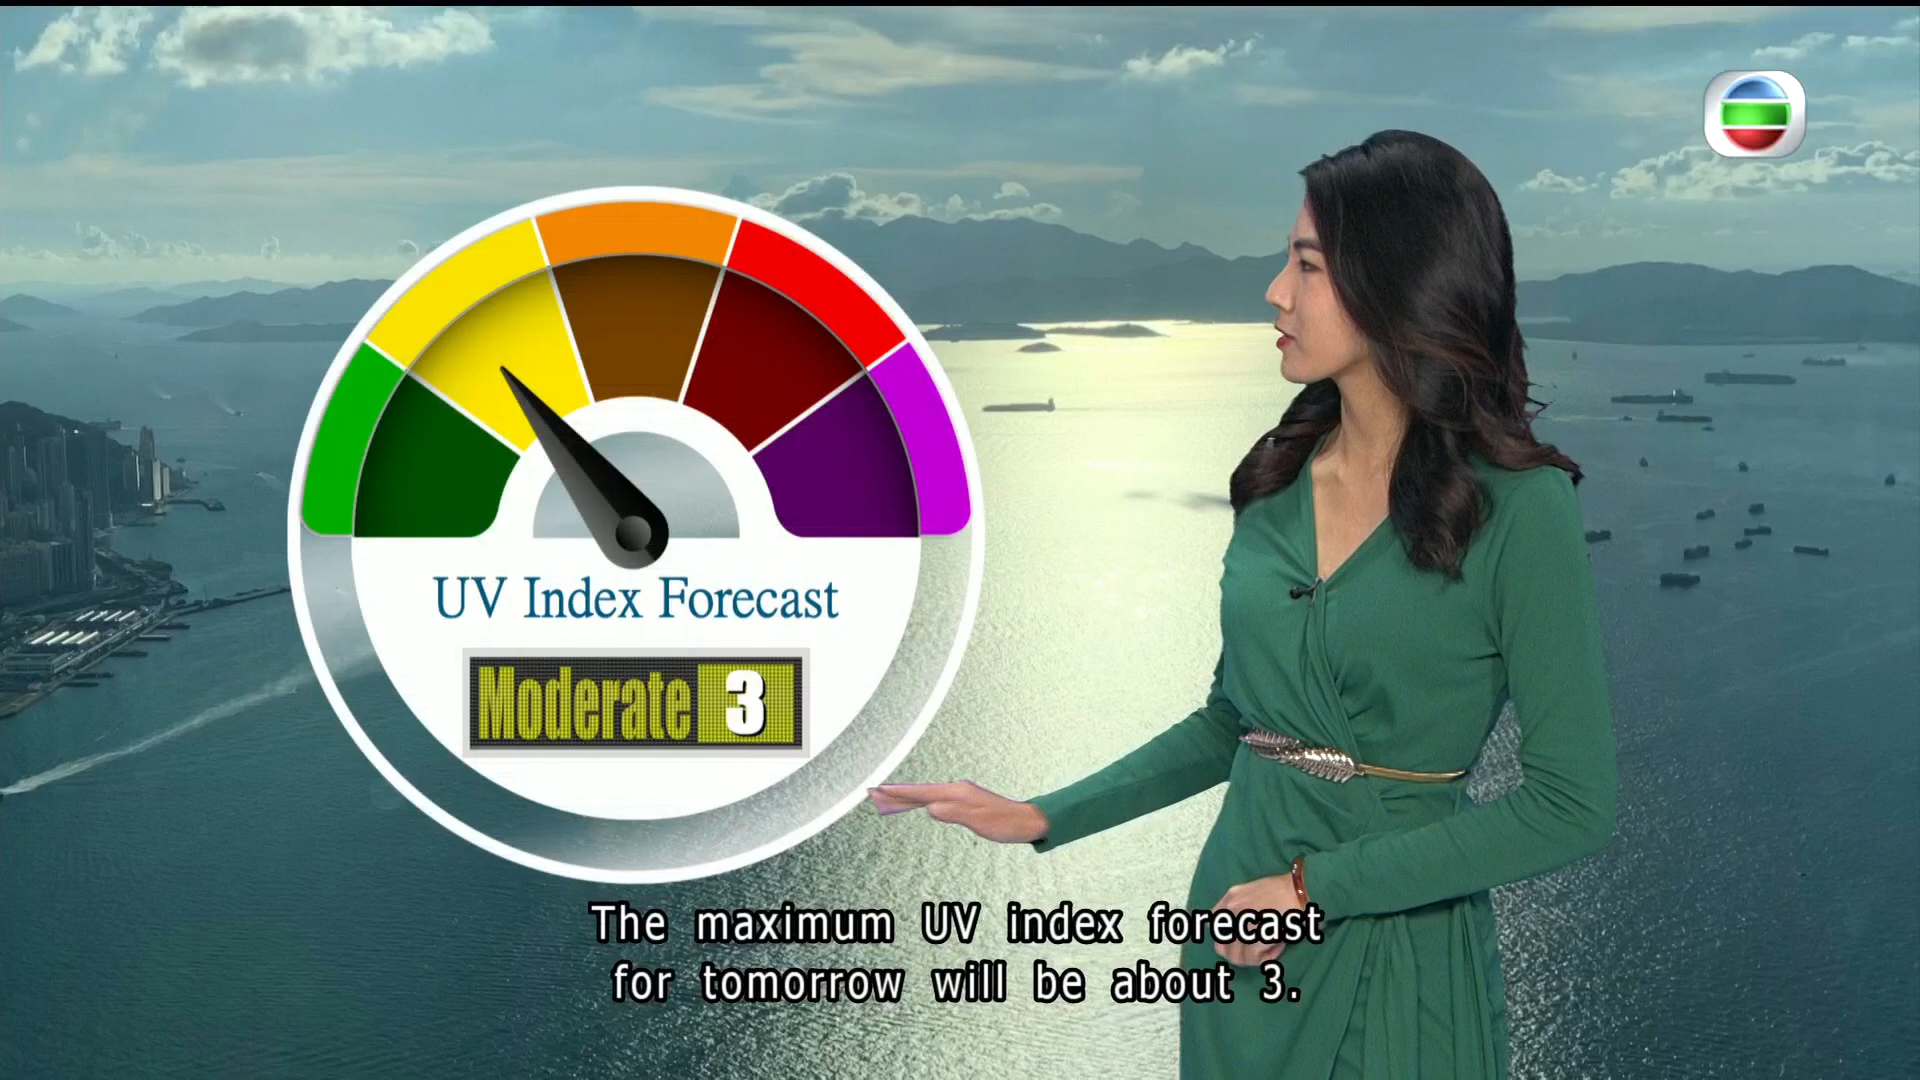 UV Index Forecast
Moderate 3
The maximum UV index forecast
for tomorrow will be about 3.